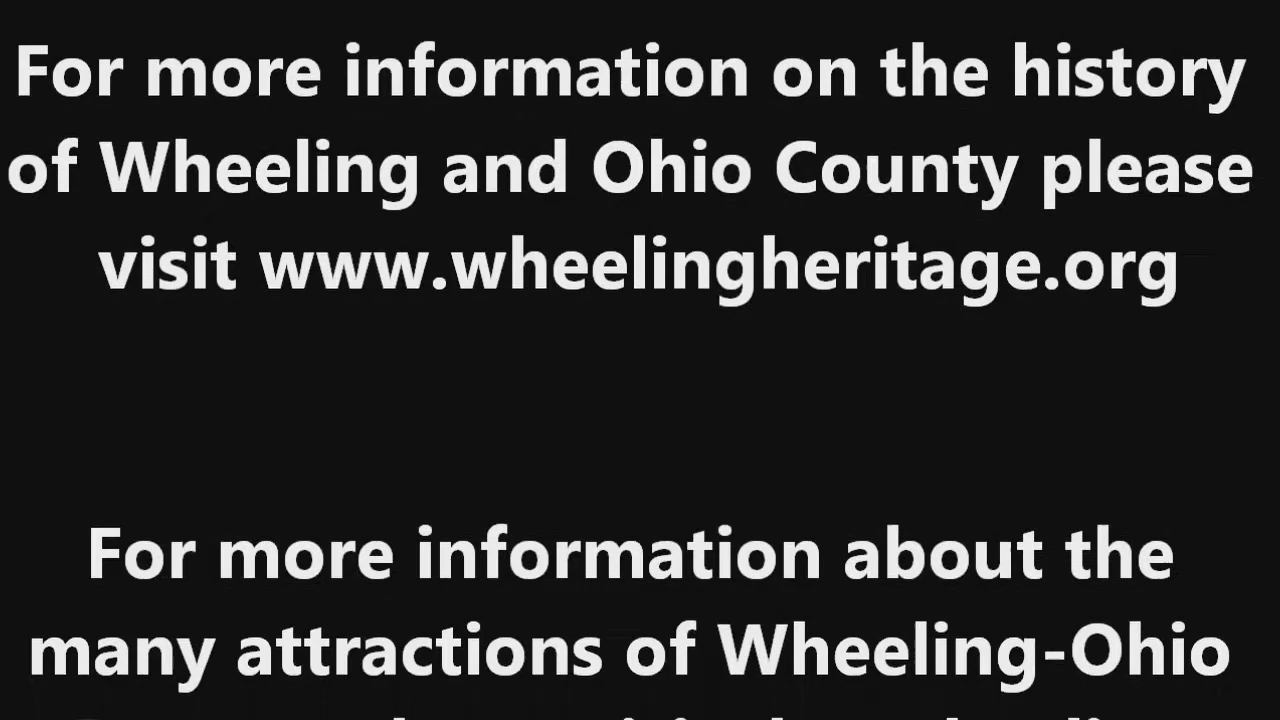 For more information on the history
of Wheeling and Ohio County please
visit www.wheelingheritage.org
For more information about the
many attractions of Wheeling-Ohio